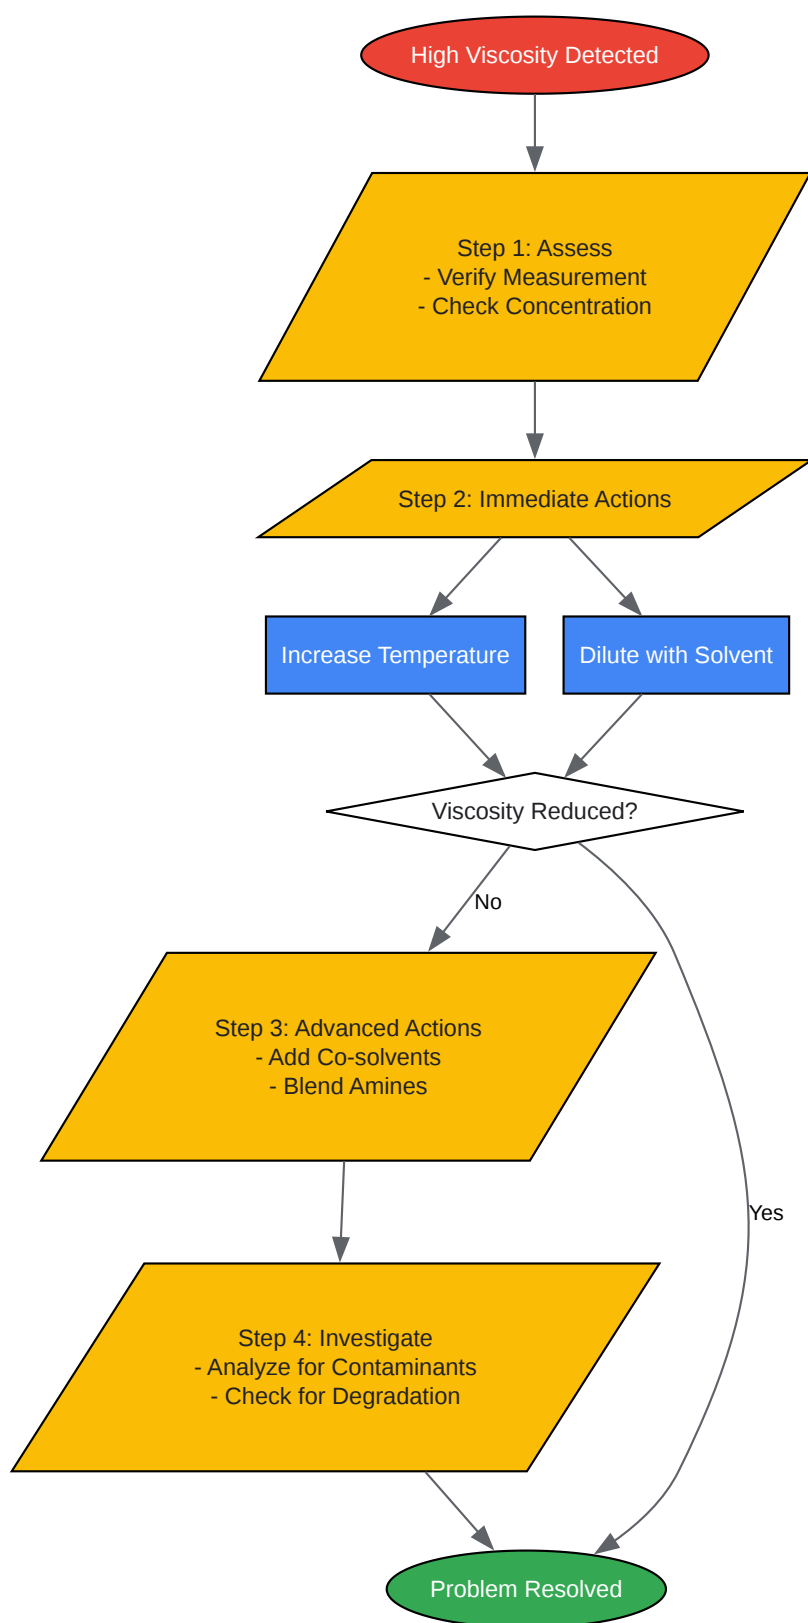 High Viscosity Detected
Step 1: Assess
- Verify Measurement
- Check Concentration
Step 2: Immediate Actions
Increase Temperature
Dilute with Solvent
Viscosity Reduced?
No
Step 3: Advanced Actions
- Add Co-solvents
- Blend Amines
Yes
Step 4: Investigate
- Analyze for Contaminants
- Check for Degradation
Problem Resolved